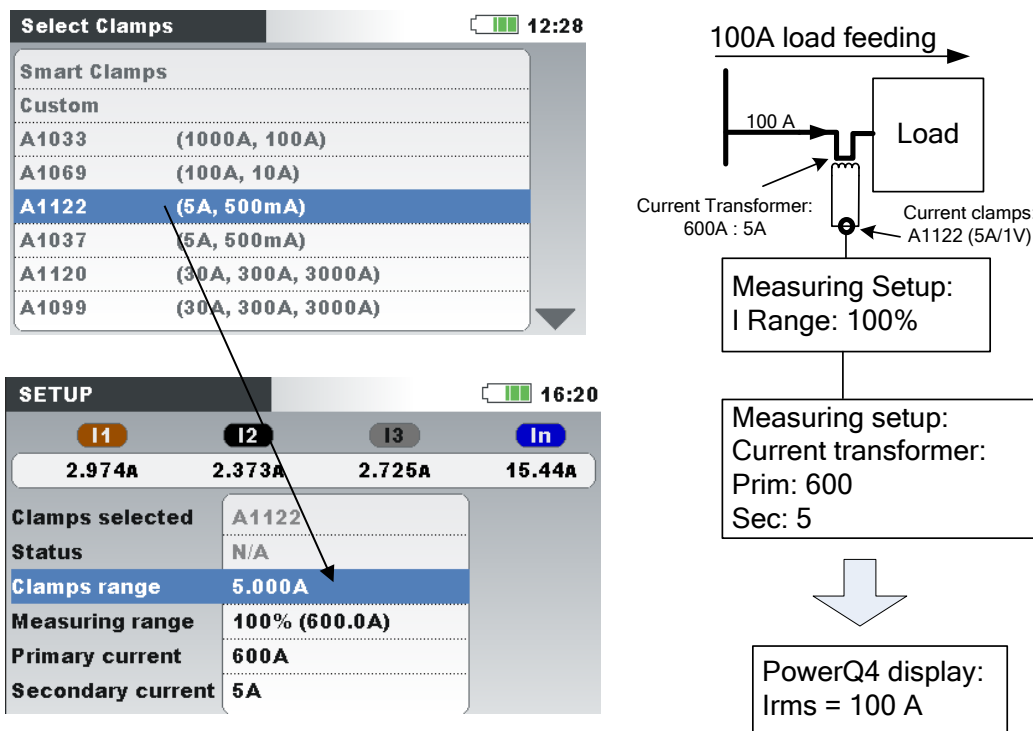 Select Clamps
12:28
Smart Clamps
Custom
A1033 (1000A, 100A)
A1069 (100A, 10A)
A1122 (5A, 500mA)
A1037 (5A, 500mA)
A1120 (30A, 300A, 3000A)
A1099 (30A, 300A, 3000A)
SETUP
16:20
I1 I2 I3 In
2.974A 2.373A 2.725A 15.44A
Clamps selected A1122
Status N/A
Clamps range 5.000A
Measuring range 100% (600.0A)
Primary current 600A
Secondary current 5A
100A load feeding
100 A
Load
Current Transformer:
600A : 5A
Current clamps:
A1122 (5A/1V)
Measuring Setup:
I Range: 100%
Measuring setup:
Current transformer:
Prim: 600
Sec: 5
PowerQ4 display:
Irms = 100 A